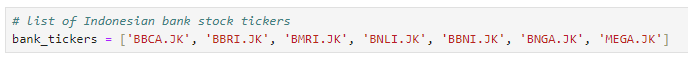 # list of Indonesian bank stock tickers
bank_tickers = ['BBCA.JK', 'BBRI.JK', 'BMRI.JK', 'BNLI.JK', 'BBNI.JK', 'BNGA.JK', 'MEGA.JK']